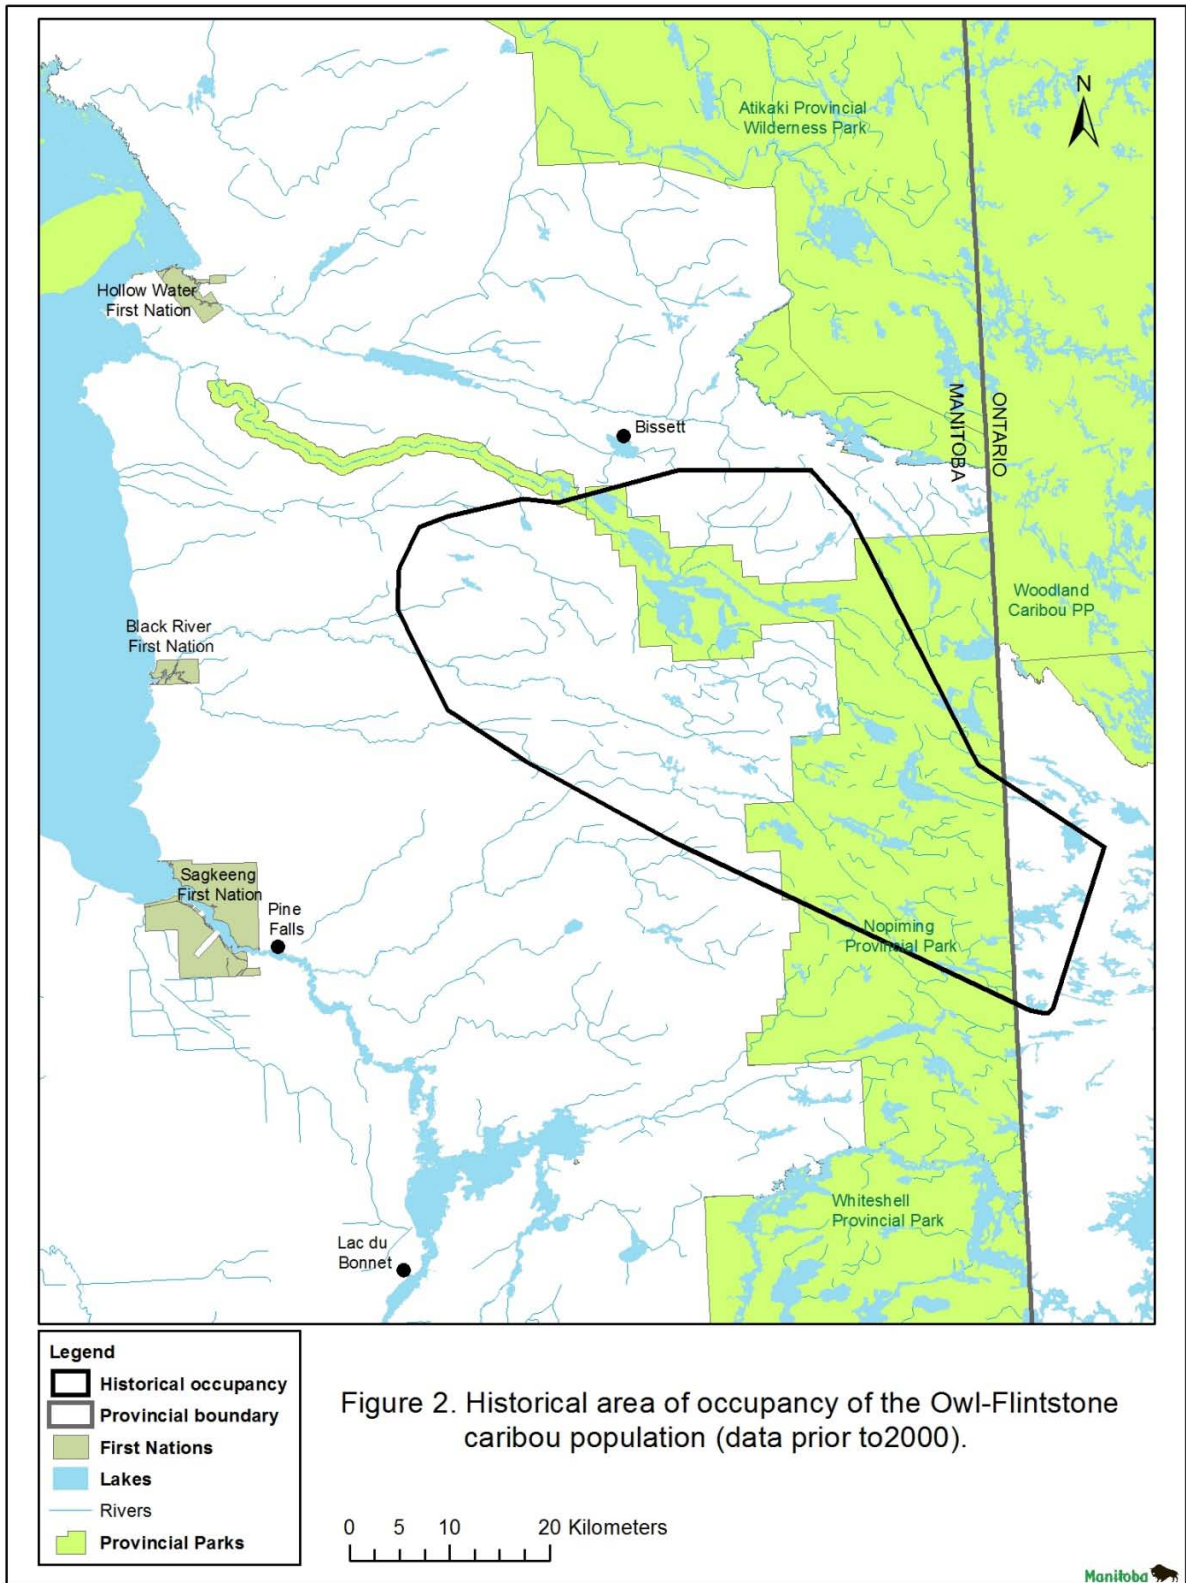 N
Atikaki Provincial
Wilderness Park
Hollow Water
First Nation
MANITOBA
ONTARIO
Bissett
Woodland
Caribou PP
Black River
First Nation
Sagkeeng
First Nation
Pine
Falls
Nopiming
Provincial Park
Whiteshell
Provincial Park
Lac du
Bonnet
Legend
Historical occupancy
Provincial boundary
First Nations
Lakes
Rivers
Provincial Parks
Figure 2. Historical area of occupancy of the Owl-Flintstone
caribou population (data prior to2000).
0 5 10 20 Kilometers
Manitoba